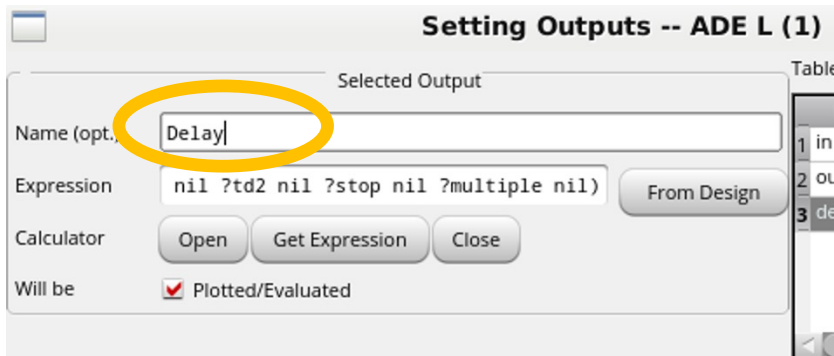 Setting Outputs -- ADE L (1)
Selected Output
Name (opt.)
Delay
Expression
nil ?td2 nil ?stop nil ?multiple nil)
From Design
Calculator
Open
Get Expression
Close
Will be
Plotted/Evaluated
Table
1 in
2 ou
3 de